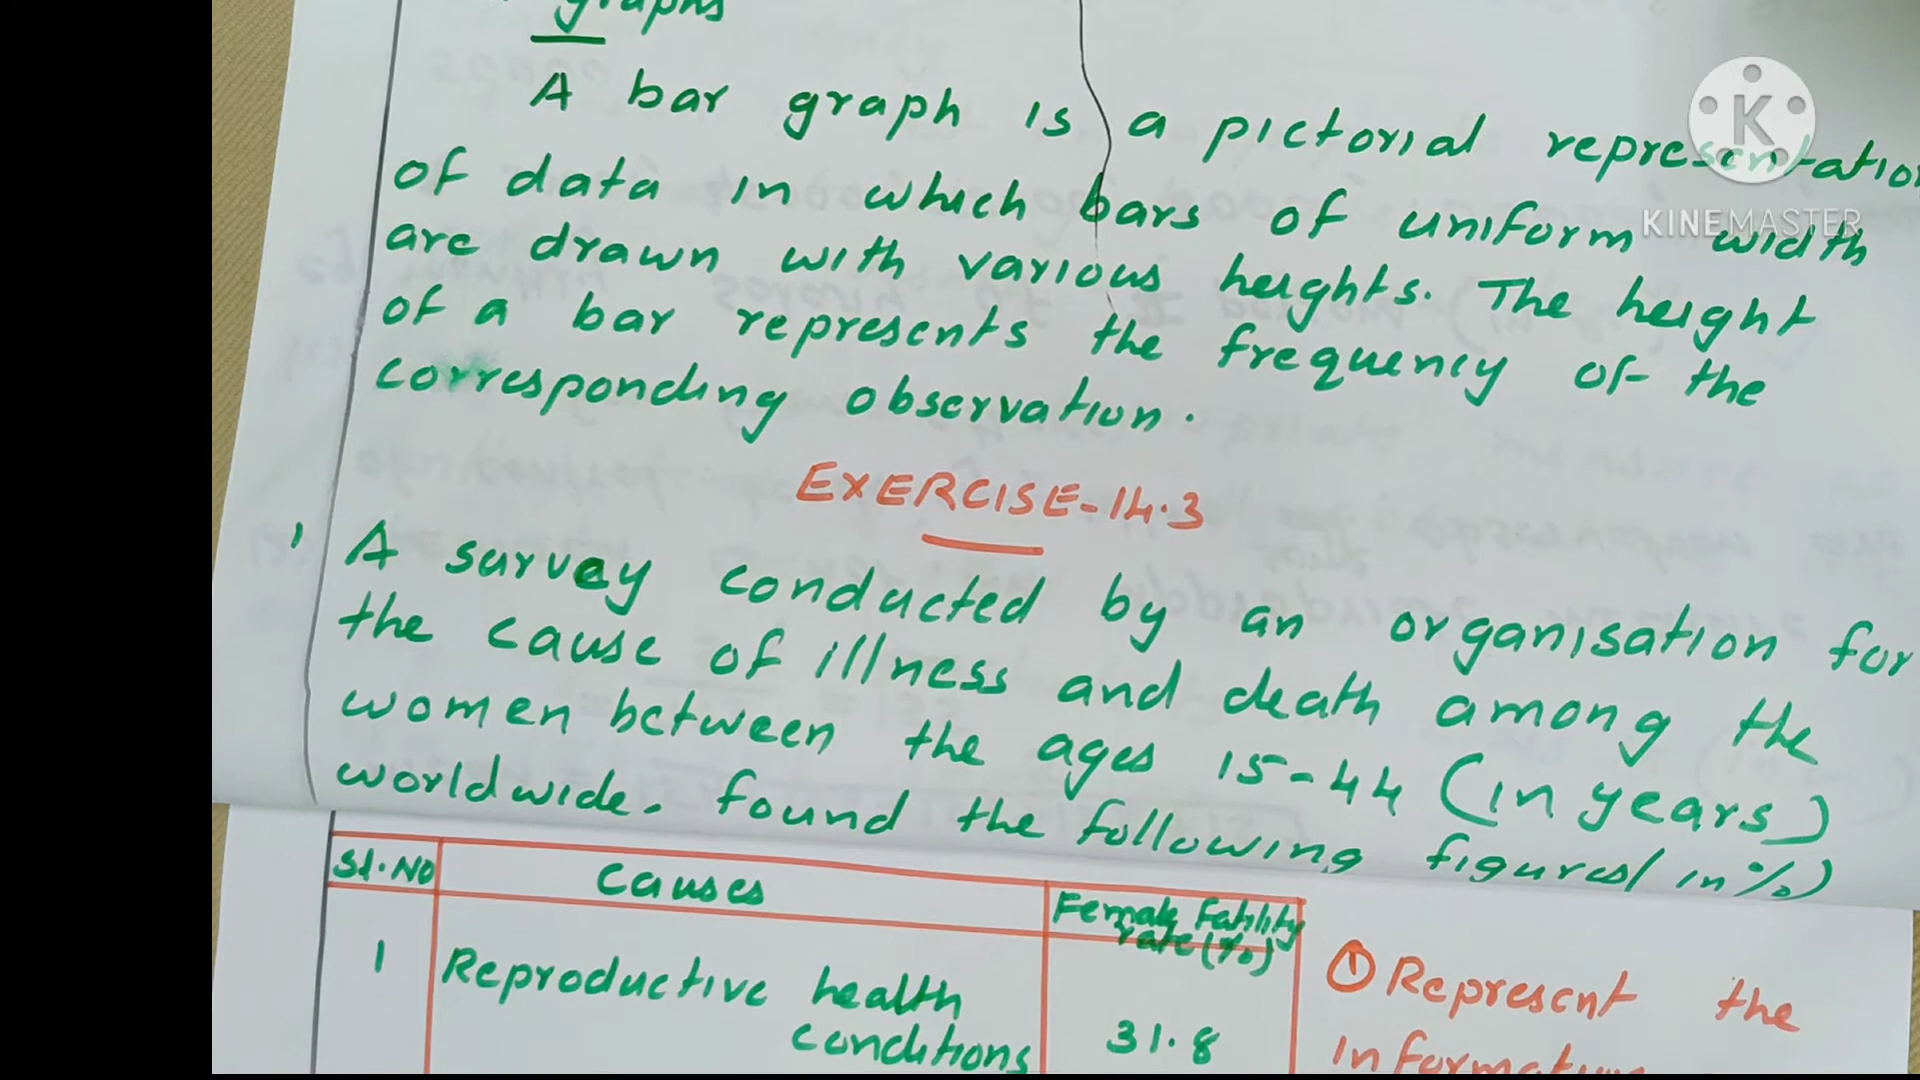 graphs
A bar graph is a pictorial representation
of data in which bars of uniform width
are drawn with various heights. The height
of a bar represents the frequency of the
corresponding observation.
EXERCISE-14.3
1 A survey conducted by an organisation for
the cause of illness and death among the
women between the ages 15-44 (in years)
worldwide. found the following figures(in %)
Sl.No Causes Female Fatility rate(%)
1 Reproductive health conditions 31.8
① Represent the
Information
K
KINEMASTER